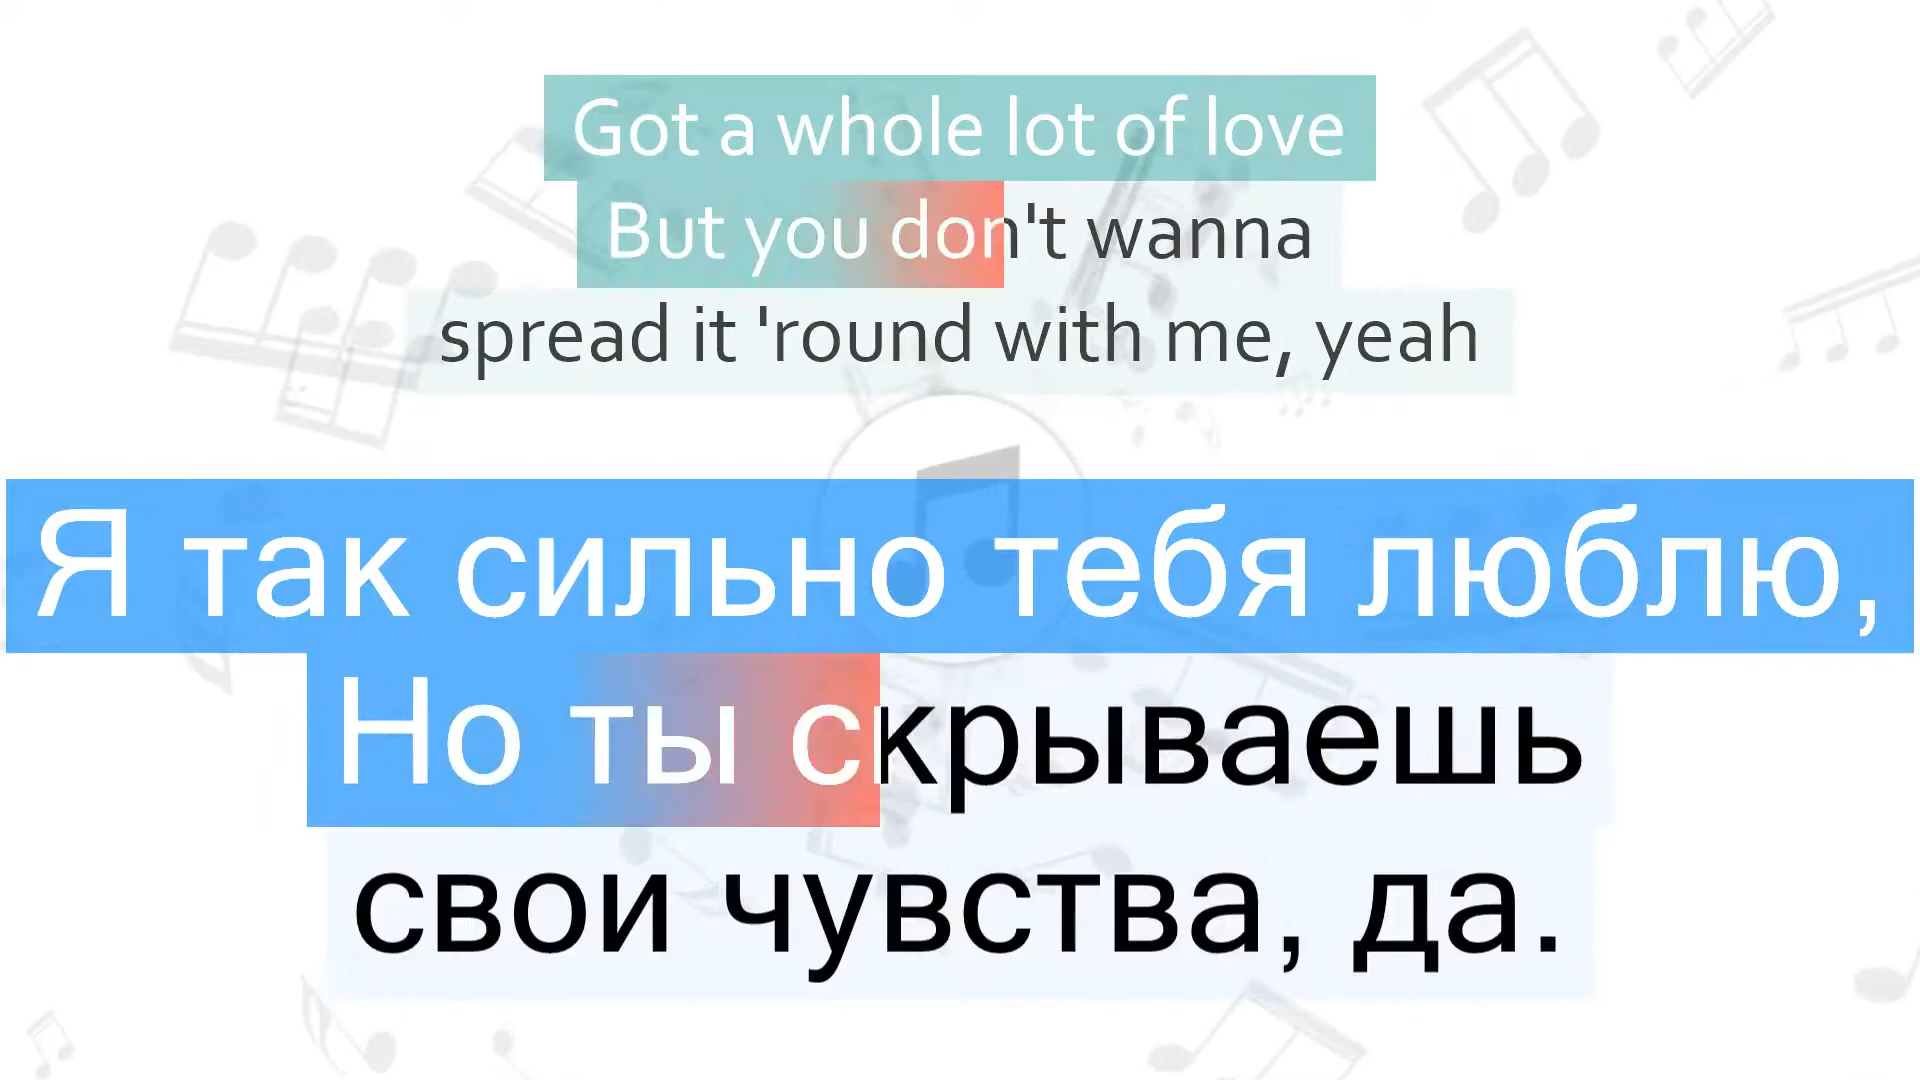 Got a whole lot of love
But you don't wanna
spread it 'round with me, yeah
Я так сильно тебя люблю,
Но ты скрываешь
свои чувства, да.